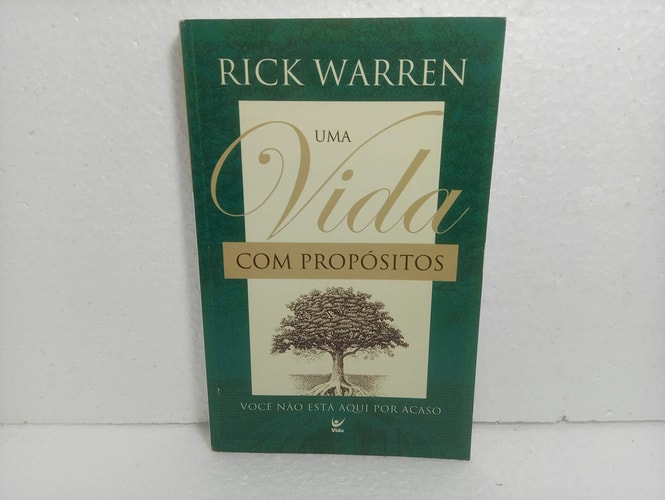 RICK WARREN
UMA
Vida
COM PROPÓSITOS
VOCÊ NÃO ESTÁ AQUI POR ACASO
Vida